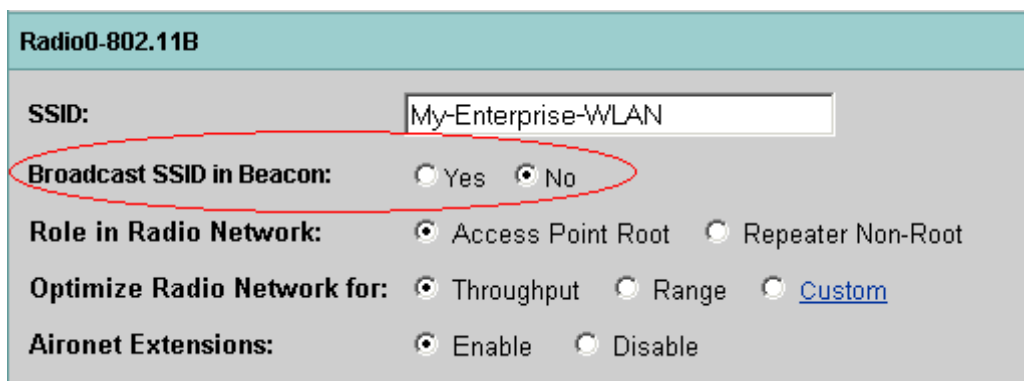 Radio0-802.11B
SSID: My-Enterprise-WLAN
Broadcast SSID in Beacon: Yes No
Role in Radio Network: Access Point Root Repeater Non-Root
Optimize Radio Network for: Throughput Range Custom
Aironet Extensions: Enable Disable